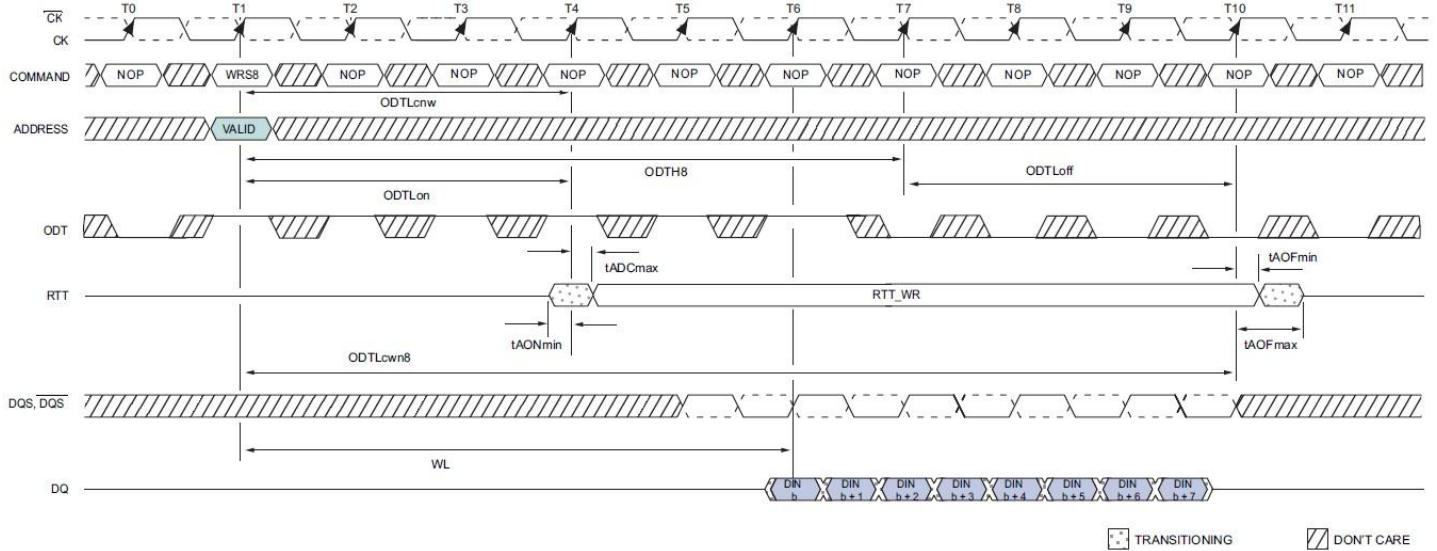 T0 T1 T2 T3 T4 T5 T6 T7 T8 T9 T10 T11
CK
CK
COMMAND NOP WRS8 NOP NOP NOP NOP NOP NOP NOP NOP NOP NOP
ODTLcnw
ADDRESS VALID
ODTH8
ODTLoff
ODTLon
ODT
tADCmax
tAOFmin
RTT RTT_WR
tAONmin
tAOFmax
ODTLcwn8
DQS, DQS
WL
DQ DIN b DIN b + 1 DIN b + 2 DIN b + 3 DIN b + 4 DIN b + 5 DIN b + 6 DIN b + 7
TRANSITIONING DON'T CARE